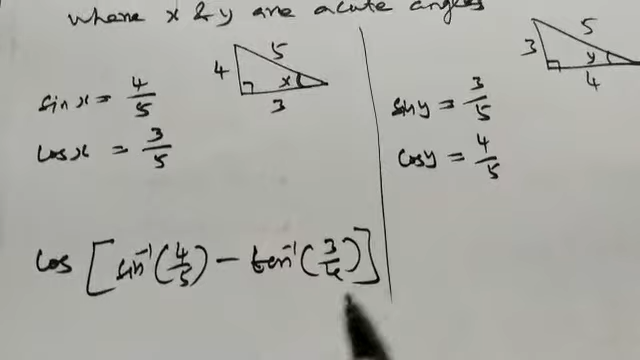 where x & y are acute angles
4 5 x 3
3 5 y 4
sin x = 4/5
cos x = 3/5
sin y = 3/5
cos y = 4/5
cos [ sin⁻¹(4/5) − tan⁻¹(3/4) ]